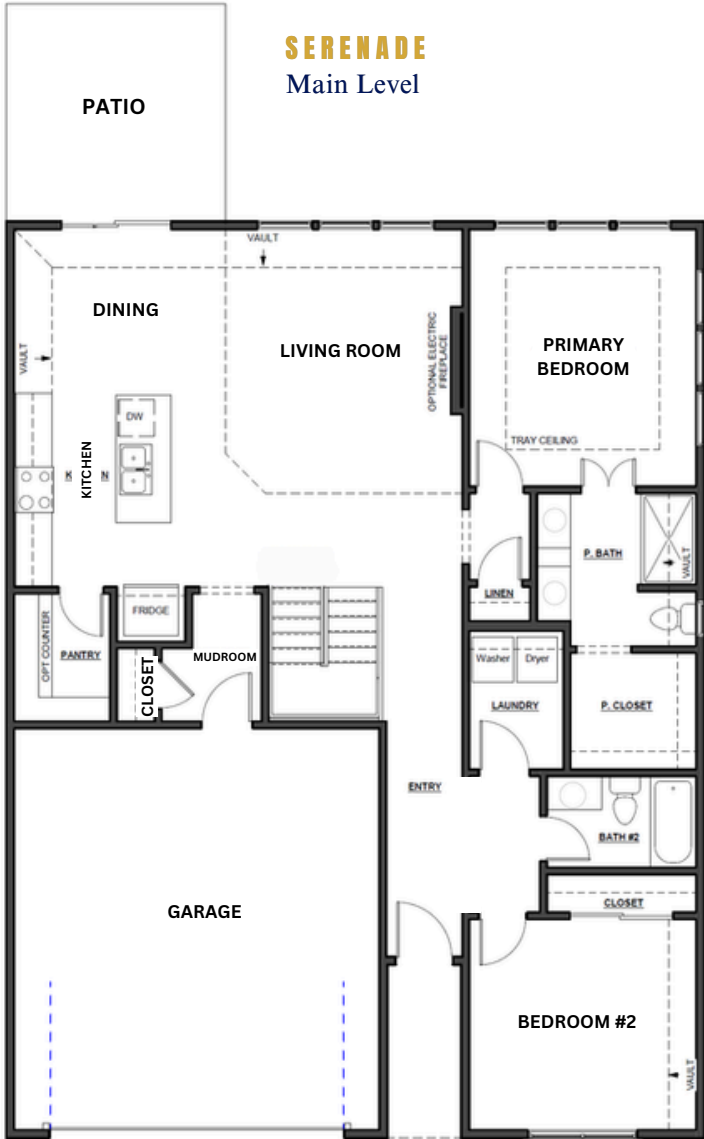 SERENADE
Main Level
PATIO
VAULT
DINING
LIVING ROOM
OPTIONAL ELECTRIC
FIREPLACE
PRIMARY
BEDROOM
VAULT
TRAY CEILING
DW
KITCHEN
K N
P. BATH
VAULT
LINEN
FRIDGE
OPT COUNTER
PANTRY
CLOSET
MUDROOM
Washer
Dryer
LAUNDRY
P. CLOSET
ENTRY
BATH #2
CLOSET
GARAGE
BEDROOM #2
VAULT